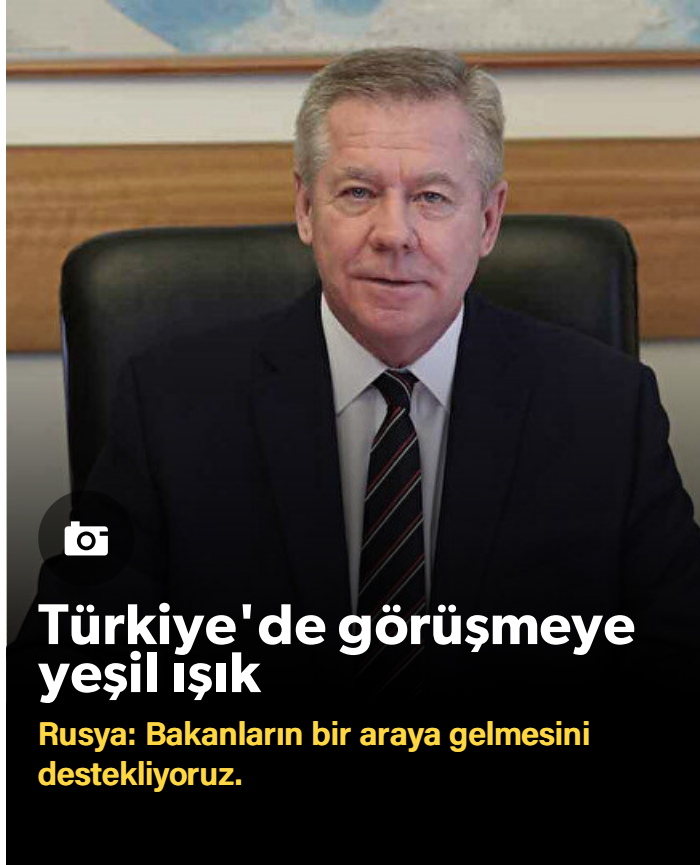 Türkiye'de görüşmeye
yeşil ışık
Rusya: Bakanların bir araya gelmesini
destekliyoruz.